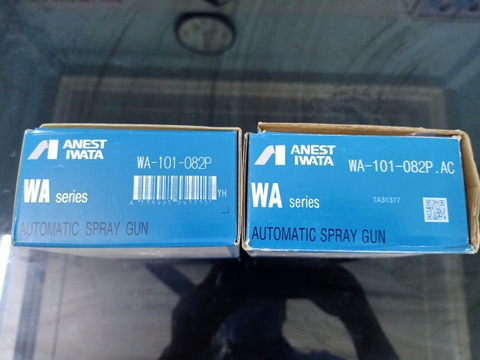 ANEST
IWATA
WA-101-082P
WA series
YH
AUTOMATIC SPRAY GUN
ANEST
IWATA
WA-101-082P.AC
WA series
TA31377
AUTOMATIC SPRAY GUN